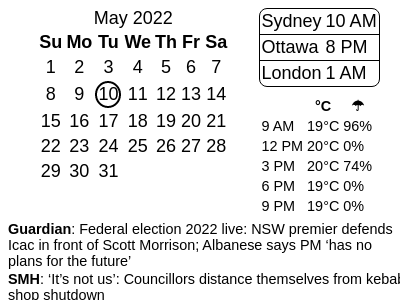 May 2022
Su Mo Tu We Th Fr Sa
1 2 3 4 5 6 7
8 9 10 11 12 13 14
15 16 17 18 19 20 21
22 23 24 25 26 27 28
29 30 31
Sydney 10 AM
Ottawa 8 PM
London 1 AM
°C ☂
9 AM 19°C 96%
12 PM 20°C 0%
3 PM 20°C 74%
6 PM 19°C 0%
9 PM 19°C 0%
Guardian: Federal election 2022 live: NSW premier defends
Icac in front of Scott Morrison; Albanese says PM ‘has no
plans for the future’
SMH: ‘It’s not us’: Councillors distance themselves from kebab
shop shutdown